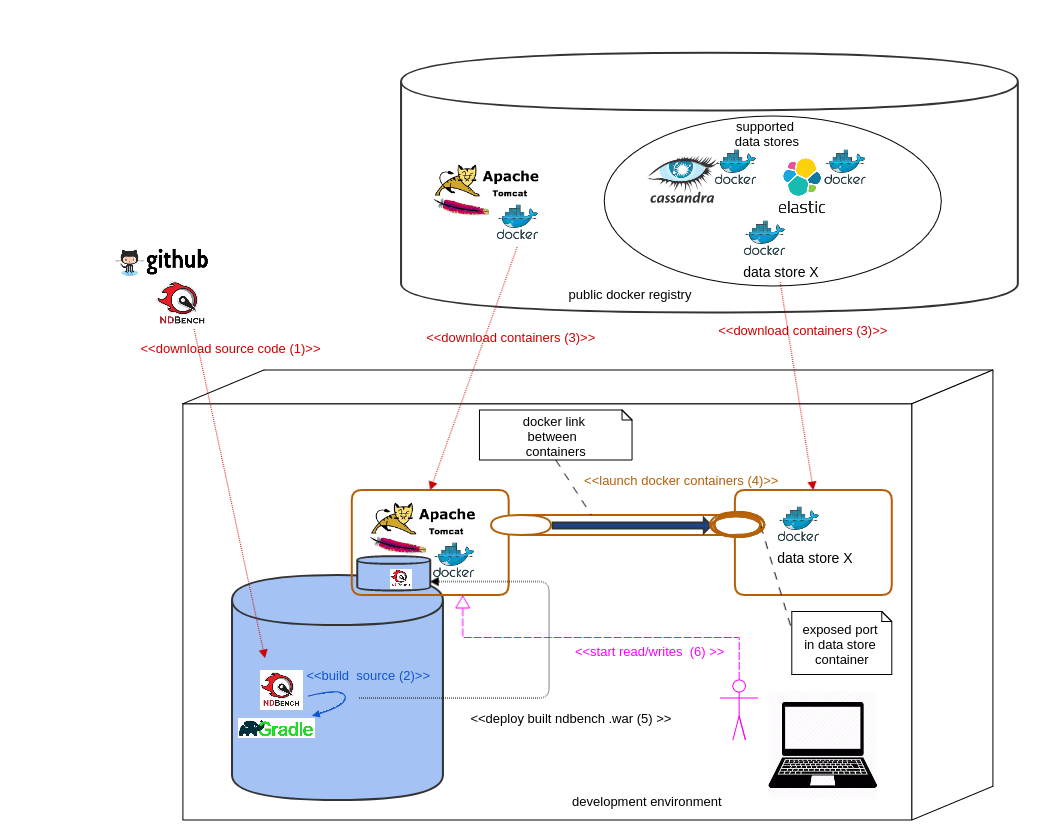 supported
data stores
Apache
Tomcat
docker
cassandra
docker
elastic
docker
docker
data store X
public docker registry
github
NDBENCH
<<download source code (1)>>
<<download containers (3)>>
<<download containers (3)>>
docker link
between
containers
<<launch docker containers (4)>>
Apache
Tomcat
docker
docker
data store X
exposed port
in data store
container
<<start read/writes  (6) >>
<<build  source (2)>>
NDBENCH
Gradle
<<deploy built ndbench .war (5) >>
development environment